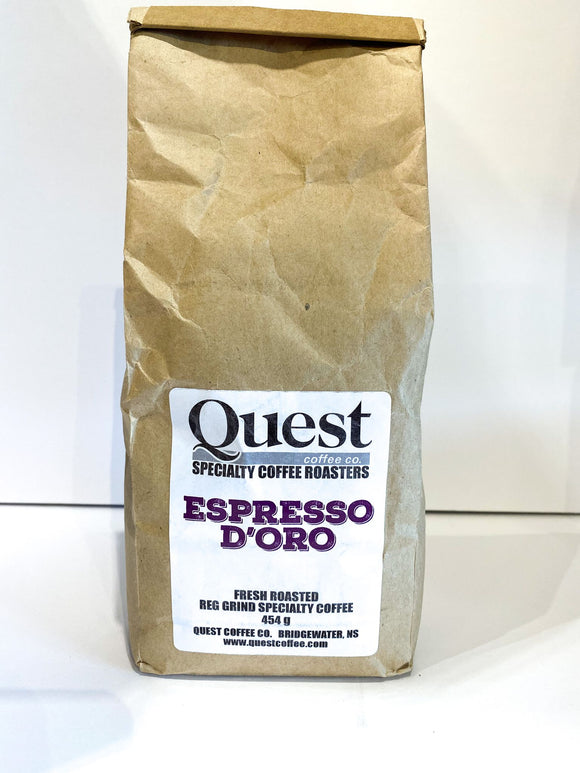 Quest
coffee co.
SPECIALTY COFFEE ROASTERS
ESPRESSO
D'ORO
FRESH ROASTED
REG GRIND SPECIALTY COFFEE
454 g
QUEST COFFEE CO. BRIDGEWATER, NS
www.questcoffee.com